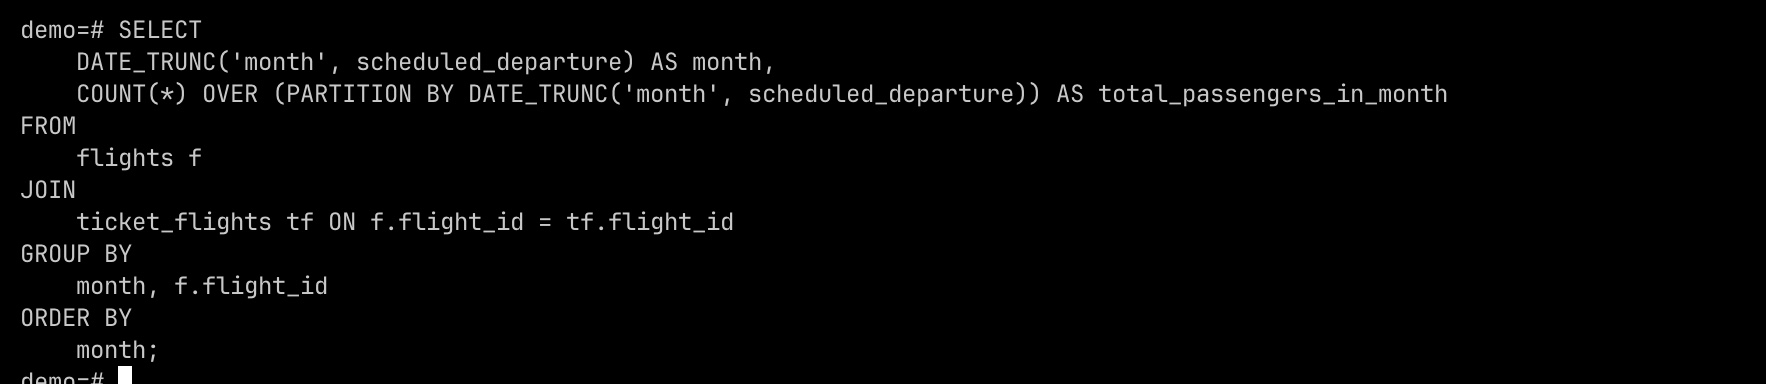 demo=# SELECT
    DATE_TRUNC('month', scheduled_departure) AS month,
    COUNT(*) OVER (PARTITION BY DATE_TRUNC('month', scheduled_departure)) AS total_passengers_in_month
FROM
    flights f
JOIN
    ticket_flights tf ON f.flight_id = tf.flight_id
GROUP BY
    month, f.flight_id
ORDER BY
    month;
demo=#